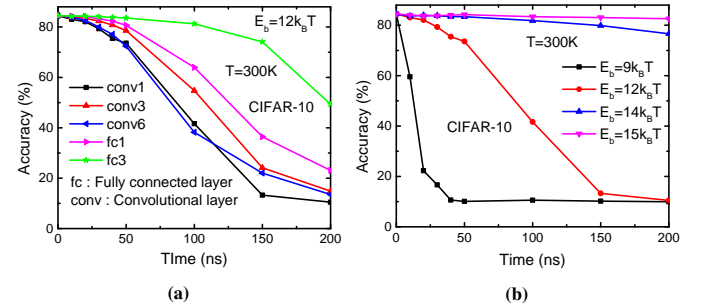 80
60
40
20
0
Accuracy (%)
E_b=12k_BT
T=300K
CIFAR-10
conv1
conv3
conv6
fc1
fc3
fc : Fully connected layer
conv : Convolutional layer
0 50 100 150 200
TIme (ns)
(a)
80
60
40
20
0
Accuracy (%)
T=300K
E_b=9k_BT
E_b=12k_BT
E_b=14k_BT
E_b=15k_BT
CIFAR-10
0 50 100 150 200
Time (ns)
(b)